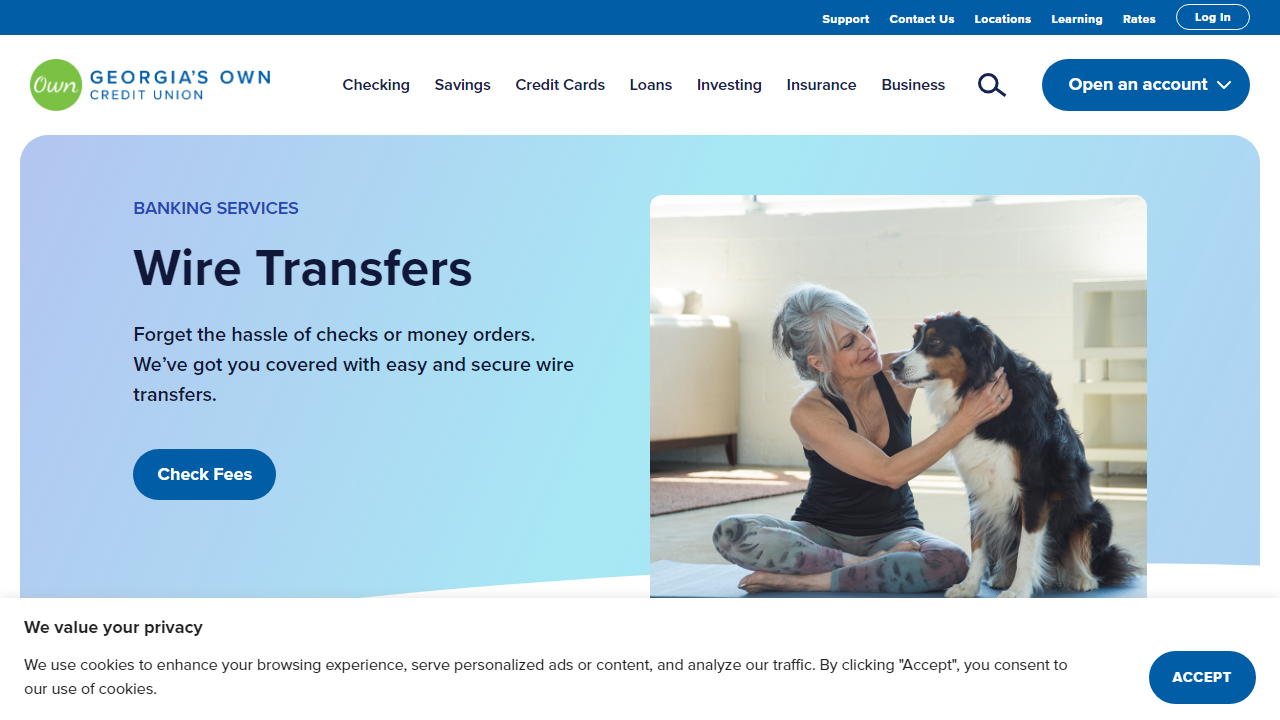 Support Contact Us Locations Learning Rates Log In
Own GEORGIA'S OWN
CREDIT UNION
Checking Savings Credit Cards Loans Investing Insurance Business Open an account
BANKING SERVICES
Wire Transfers
Forget the hassle of checks or money orders.
We’ve got you covered with easy and secure wire
transfers.
Check Fees
We value your privacy
We use cookies to enhance your browsing experience, serve personalized ads or content, and analyze our traffic. By clicking "Accept", you consent to
our use of cookies.
ACCEPT